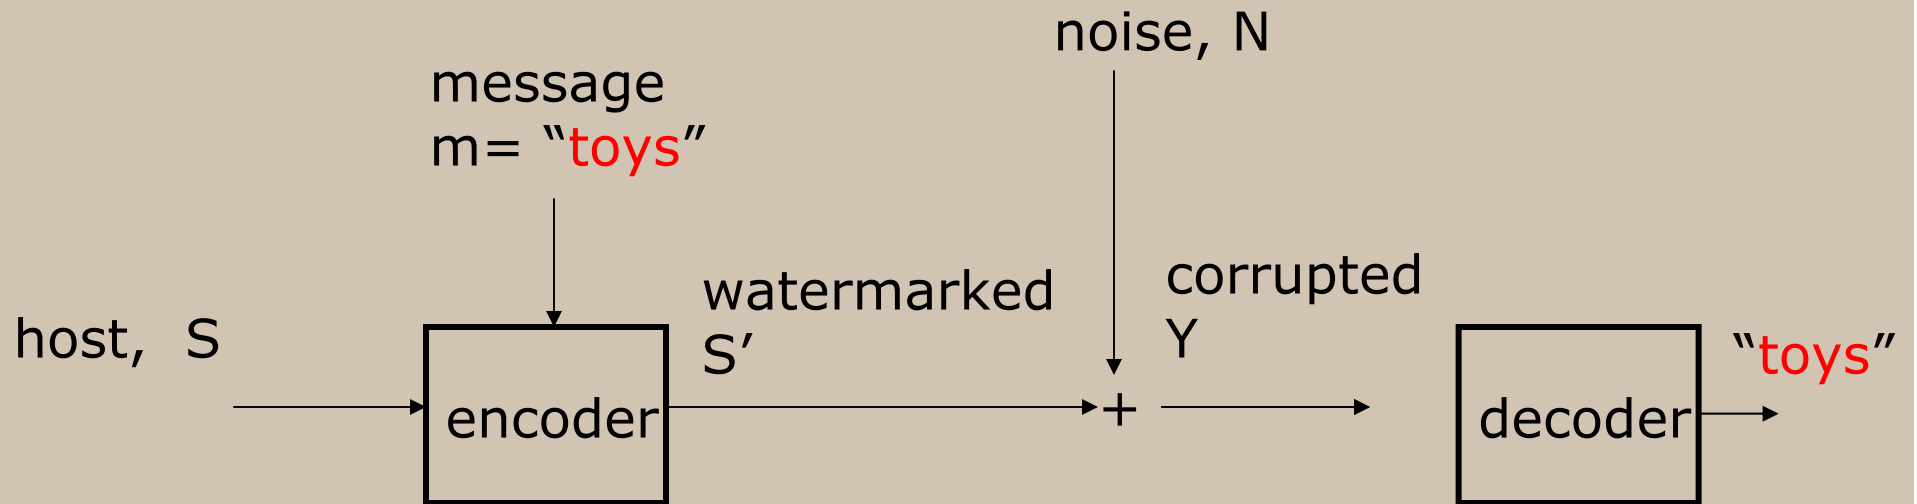 noise, N
message
m= “toys”
host, S
encoder
watermarked
S’
+
corrupted
Y
decoder
“toys”